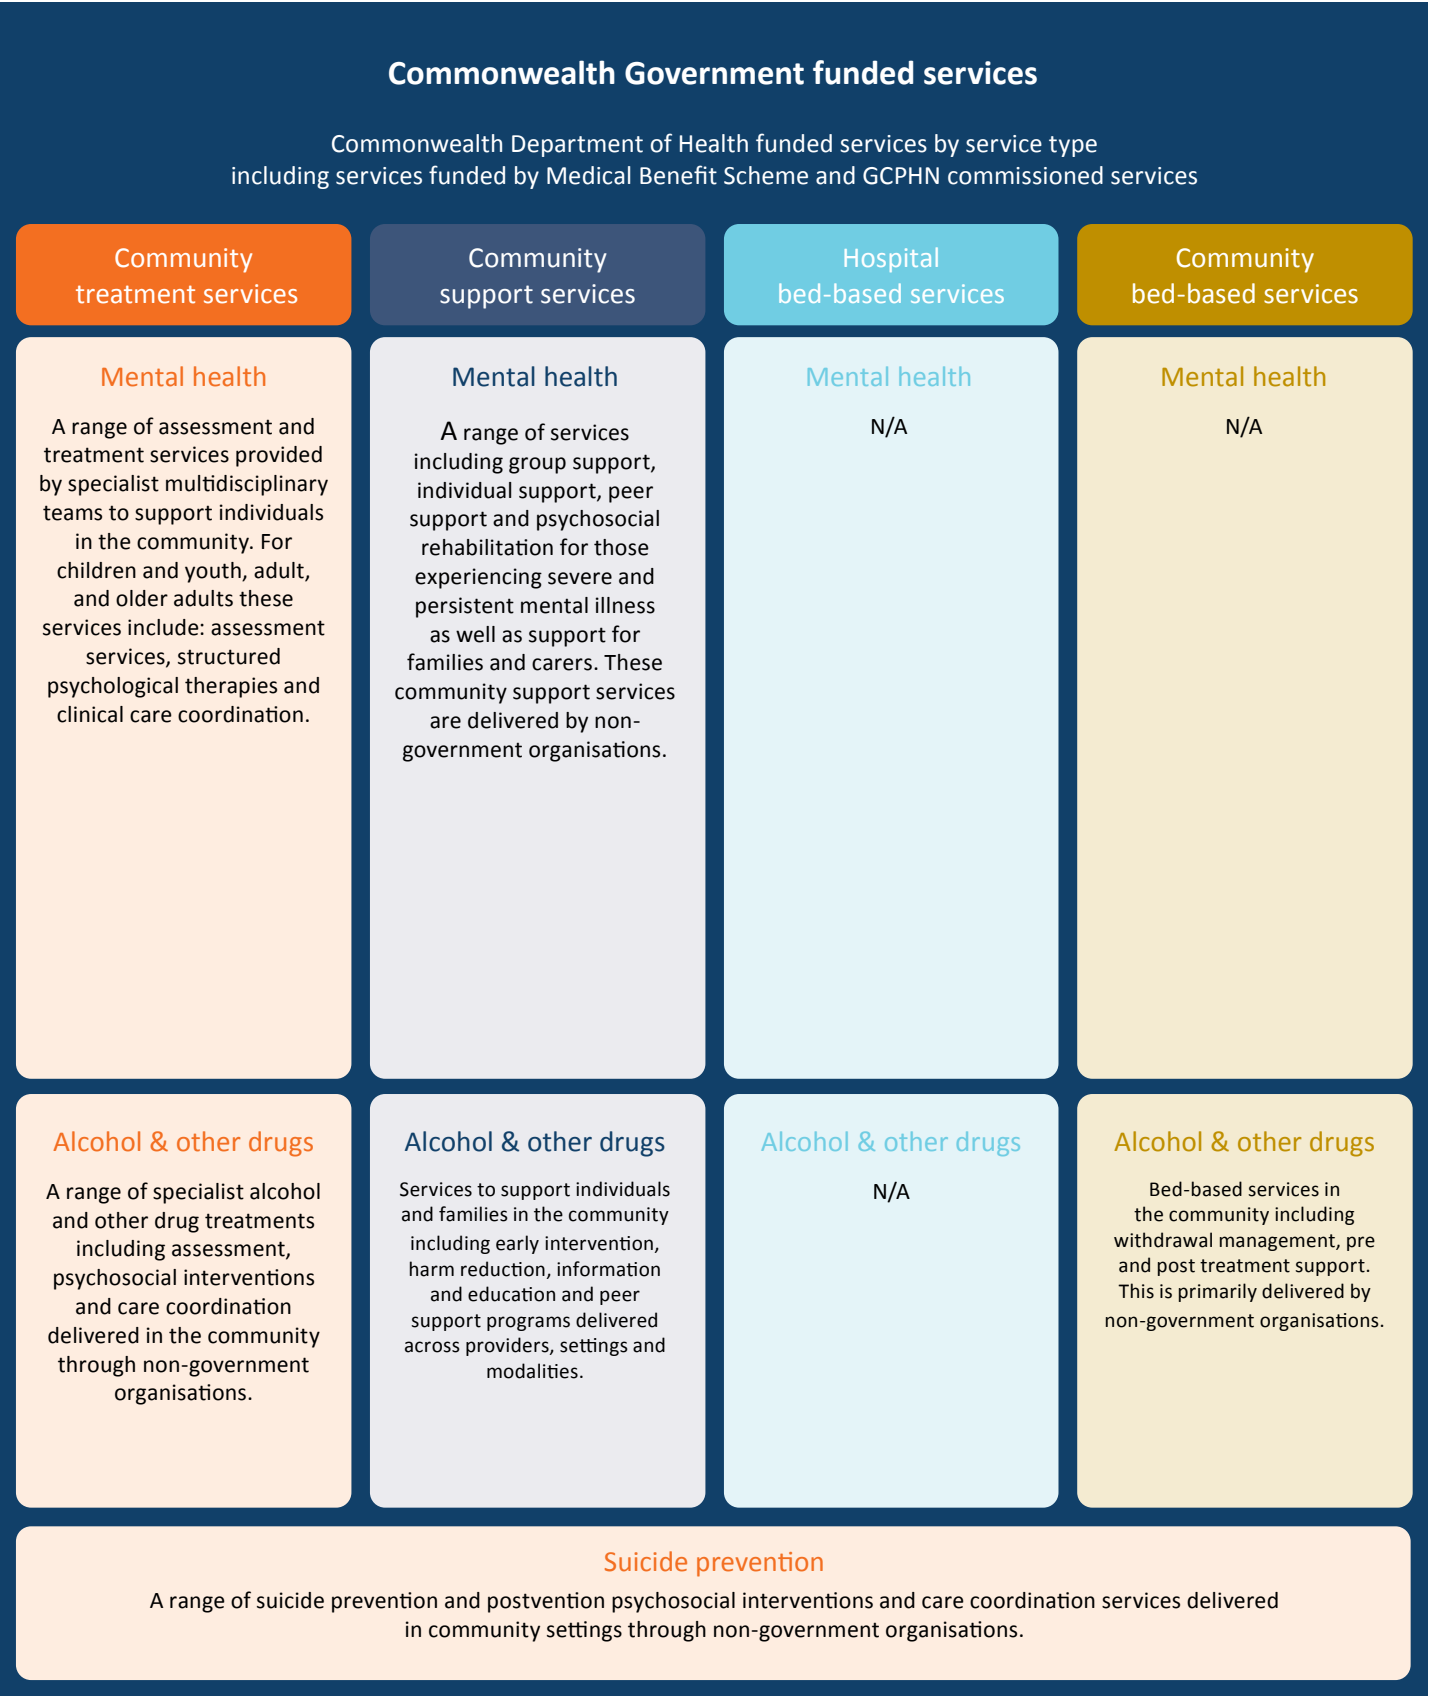 Commonwealth Government funded services
Commonwealth Department of Health funded services by service type
including services funded by Medical Benefit Scheme and GCPHN commissioned services
Community
treatment services
Community
support services
Hospital
bed-based services
Community
bed-based services
Mental health
A range of assessment and
treatment services provided
by specialist multidisciplinary
teams to support individuals
in the community. For
children and youth, adult,
and older adults these
services include: assessment
services, structured
psychological therapies and
clinical care coordination.
Mental health
A range of services
including group support,
individual support, peer
support and psychosocial
rehabilitation for those
experiencing severe and
persistent mental illness
as well as support for
families and carers. These
community support services
are delivered by non-
government organisations.
Mental health
N/A
Mental health
N/A
Alcohol & other drugs
A range of specialist alcohol
and other drug treatments
including assessment,
psychosocial interventions
and care coordination
delivered in the community
through non-government
organisations.
Alcohol & other drugs
Services to support individuals
and families in the community
including early intervention,
harm reduction, information
and education and peer
support programs delivered
across providers, settings and
modalities.
Alcohol & other drugs
N/A
Alcohol & other drugs
Bed-based services in
the community including
withdrawal management, pre
and post treatment support.
This is primarily delivered by
non-government organisations.
Suicide prevention
A range of suicide prevention and postvention psychosocial interventions and care coordination services delivered
in community settings through non-government organisations.